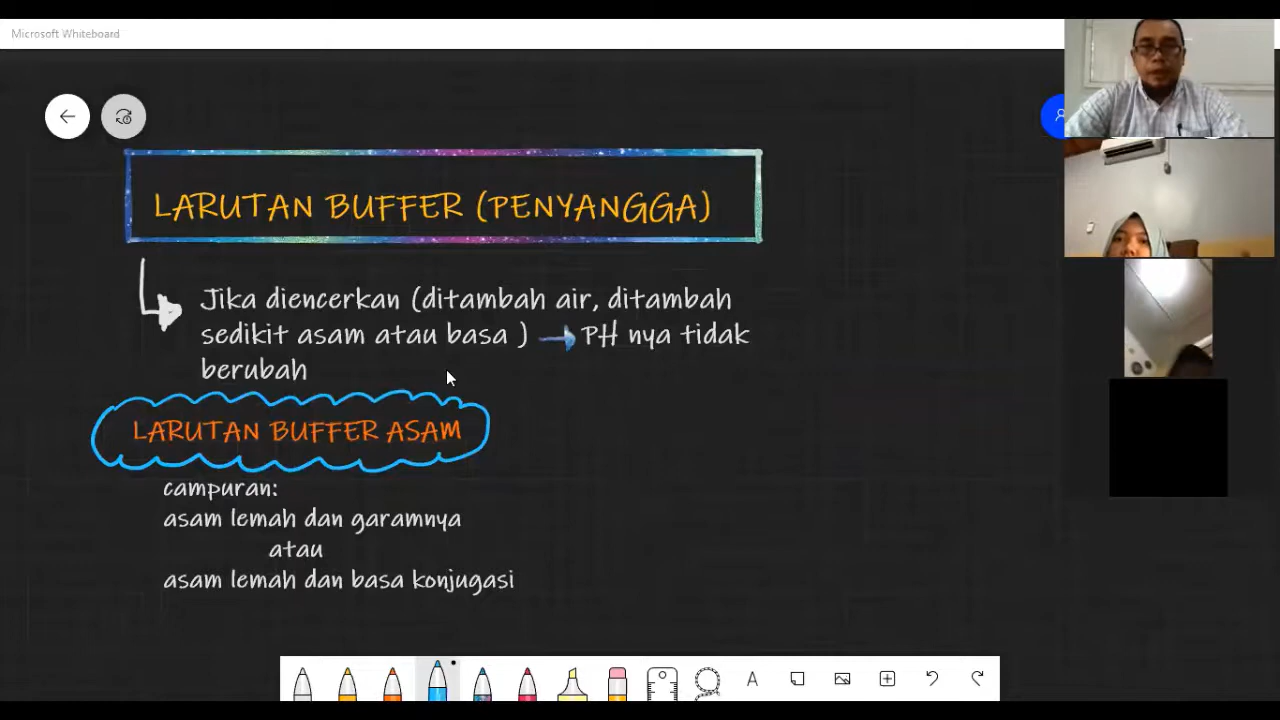 Microsoft Whiteboard
LARUTAN BUFFER (PENYANGGA)
Jika diencerkan (ditambah air, ditambah
sedikit asam atau basa ) → PH nya tidak
berubah
LARUTAN BUFFER ASAM
campuran:
asam lemah dan garamnya
atau
asam lemah dan basa konjugasi
A